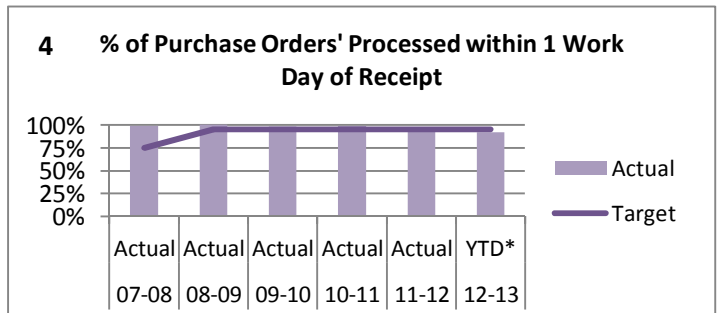 4 % of Purchase Orders' Processed within 1 Work
Day of Receipt
100%
75%
50%
25%
0%
Actual Actual Actual Actual Actual YTD*
07-08 08-09 09-10 10-11 11-12 12-13
Actual
Target